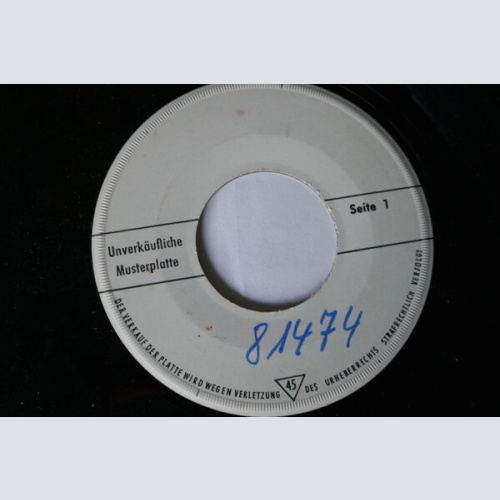 Unverkäufliche
Musterplatte
Seite 1
81474
DER VERKAUF DER PLATTE WIRD WEGEN VERLETZUNG 45 DES URHEBERRECHTS STRAFRECHTLICH VERFOLGT